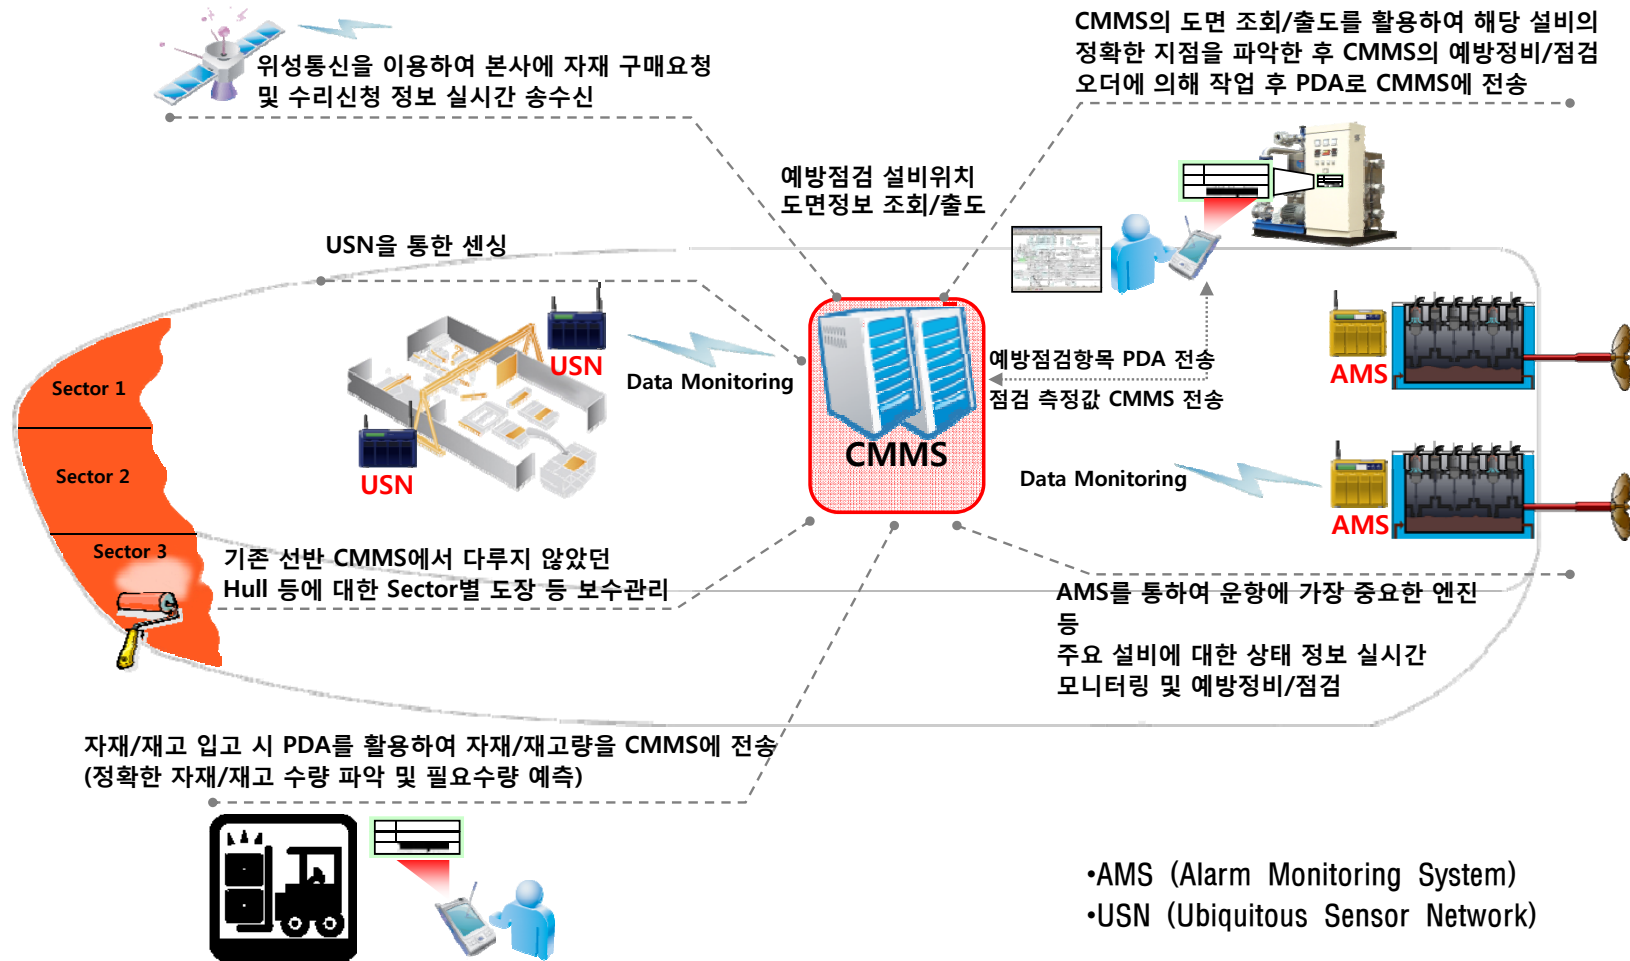 위성통신을 이용하여 본사에 자재 구매요청
및 수리신청 정보 실시간 송수신
CMMS의 도면 조회/출도를 활용하여 해당 설비의
정확한 지점을 파악한 후 CMMS의 예방정비/점검
오더에 의해 작업 후 PDA로 CMMS에 전송
예방점검 설비위치
도면정보 조회/출도
USN을 통한 센싱
USN
Data Monitoring
USN
CMMS
예방점검항목 PDA 전송
점검 측정값 CMMS 전송
AMS
Data Monitoring
AMS
Sector 1
Sector 2
Sector 3
기존 선반 CMMS에서 다루지 않았던
Hull 등에 대한 Sector별 도장 등 보수관리
AMS를 통하여 운항에 가장 중요한 엔진
등
주요 설비에 대한 상태 정보 실시간
모니터링 및 예방정비/점검
자재/재고 입고 시 PDA를 활용하여 자재/재고량을 CMMS에 전송
(정확한 자재/재고 수량 파악 및 필요수량 예측)
•AMS (Alarm Monitoring System)
•USN (Ubiquitous Sensor Network)